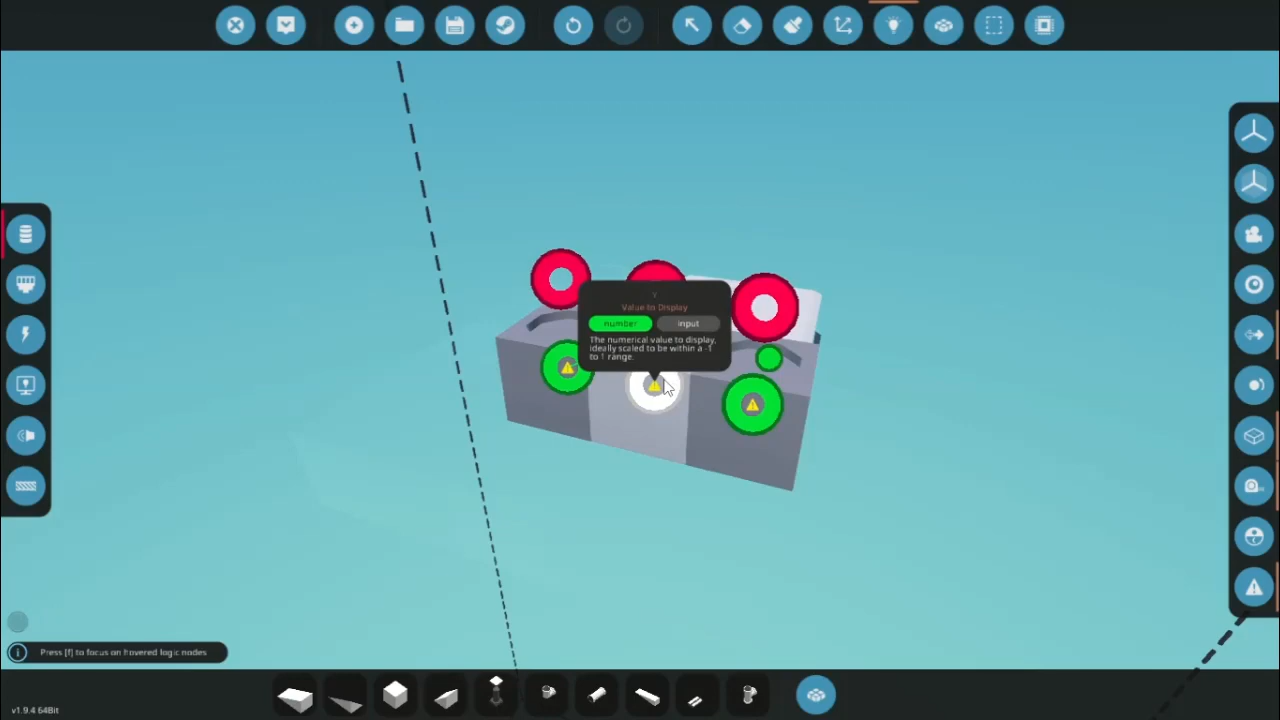 Y
Value to Display
number input
The numerical value to display,
ideally scaled to be within a -1
to 1 range.
Press [f] to focus on hovered logic nodes
v1.9.4 64Bit